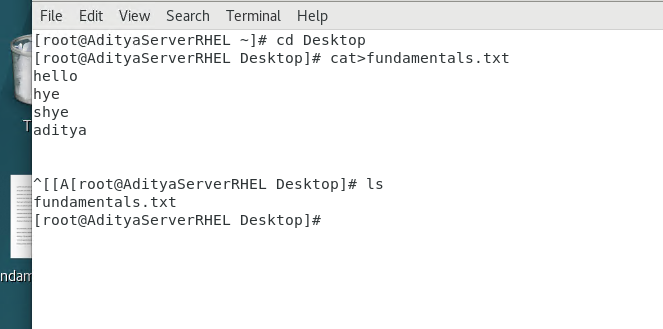 File Edit View Search Terminal Help
[root@AdityaServerRHEL ~]# cd Desktop
[root@AdityaServerRHEL Desktop]# cat>fundamentals.txt
hello
hye
shye
aditya
^[[A[root@AdityaServerRHEL Desktop]# ls
fundamentals.txt
[root@AdityaServerRHEL Desktop]#